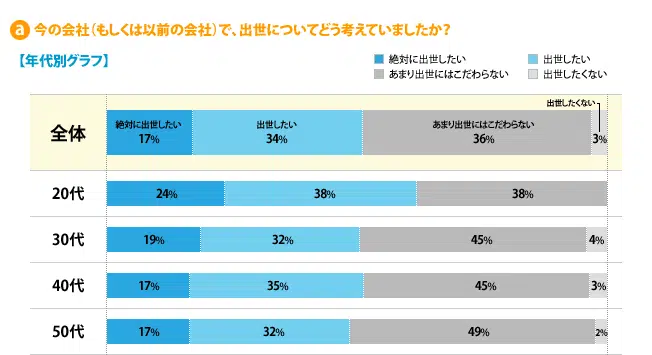 a 今の会社(もしくは以前の会社)で、出世についてどう考えていましたか?
【年代別グラフ】
絶対に出世したい 出世したい
あまり出世にはこだわらない 出世したくない
出世したくない
全体 絶対に出世したい 出世したい あまり出世にはこだわらない
17% 34% 36% 3%
20代 24% 38% 38%
30代 19% 32% 45% 4%
40代 17% 35% 45% 3%
50代 17% 32% 49% 2%